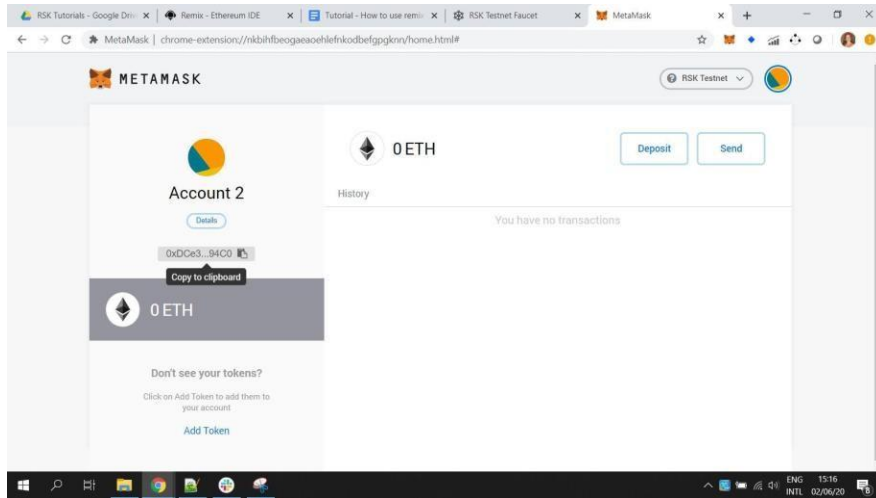 RSK Tutorials - Google Driv
Remix - Ethereum IDE
Tutorial - How to use remix
RSK Testnet Faucet
MetaMask
MetaMask | chrome-extension://nkbihfbeogaeaoehlefnkodbefgpgknn/home.html#
METAMASK
RSK Testnet
Account 2
Details
0xDCe3...94C0
Copy to clipboard
0 ETH
Don't see your tokens?
Click on Add Token to add them to
your account
Add Token
0 ETH
Deposit
Send
History
You have no transactions
ENG
INTL
15:16
02/06/20